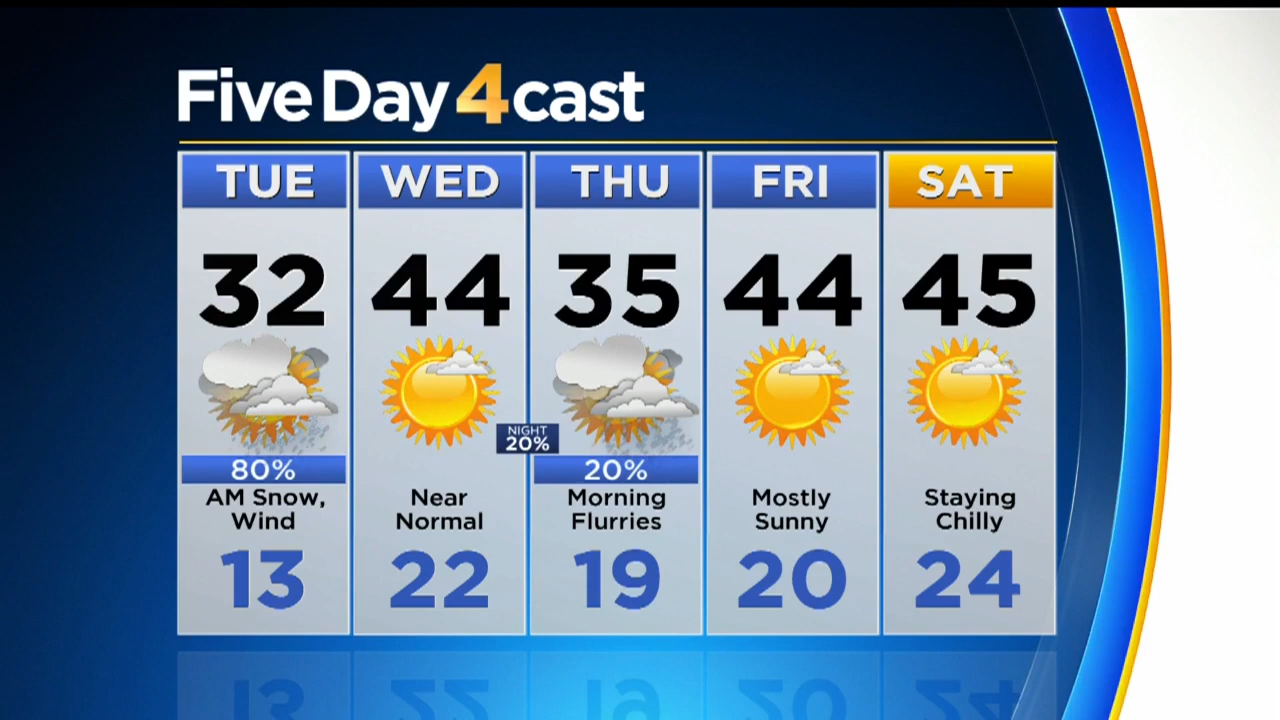 Five Day 4cast
TUE WED THU FRI SAT
32 44 35 44 45
NIGHT
20%
80% 20%
AM Snow, Near Morning Mostly Staying
Wind Normal Flurries Sunny Chilly
13 22 19 20 24